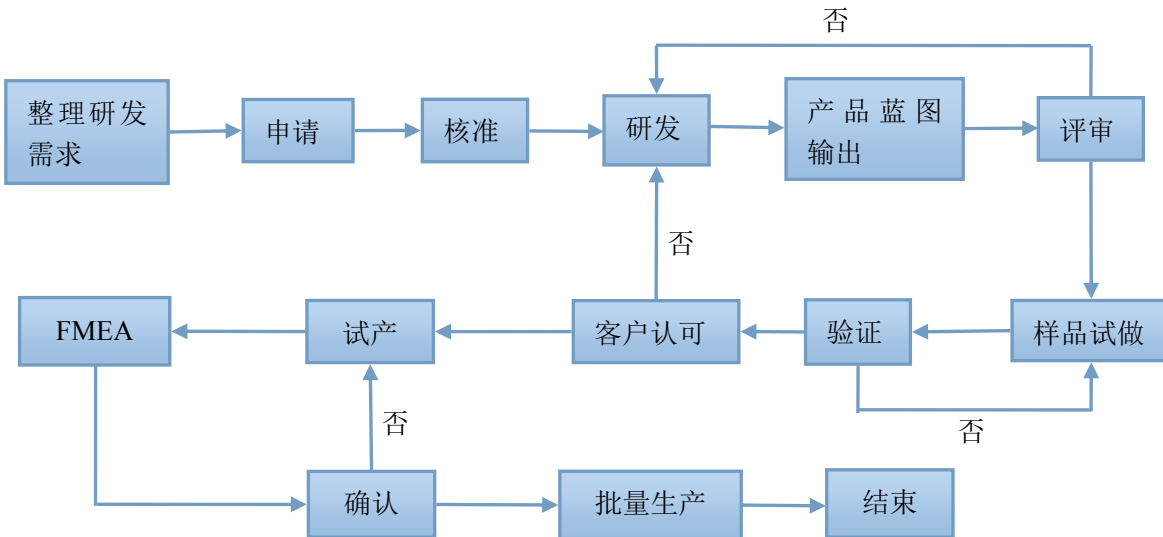 否
整理研发
需求
申请
核准
研发
产品蓝图
输出
评审
否
FMEA
试产
客户认可
验证
样品试做
否
否
确认
批量生产
结束